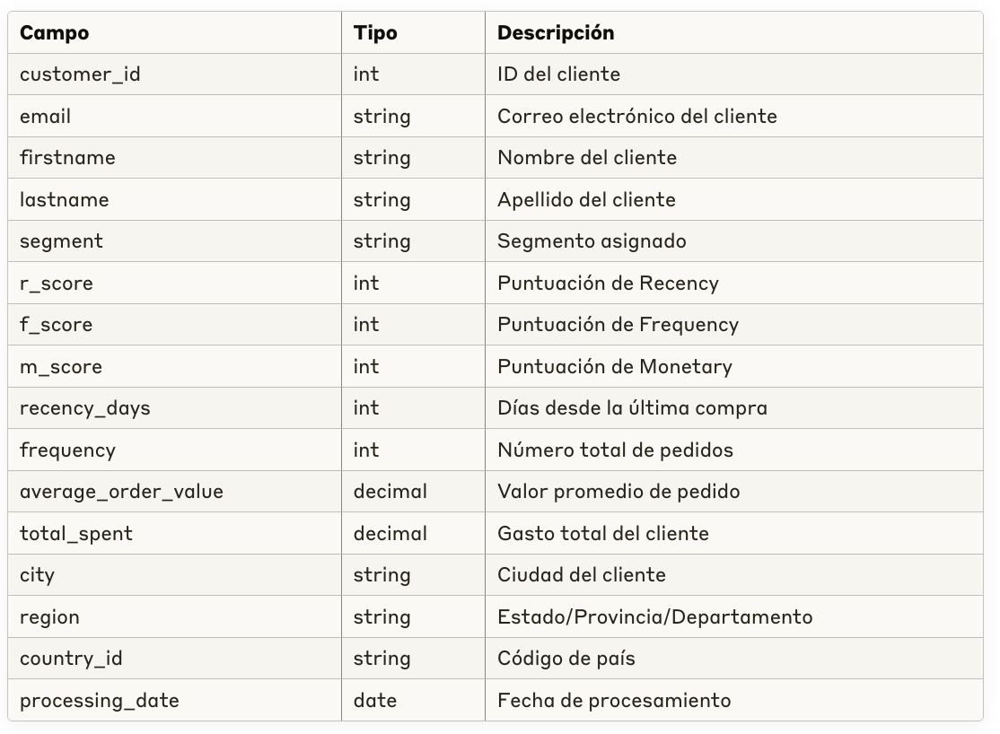 Campo Tipo Descripción
customer_id int ID del cliente
email string Correo electrónico del cliente
firstname string Nombre del cliente
lastname string Apellido del cliente
segment string Segmento asignado
r_score int Puntuación de Recency
f_score int Puntuación de Frequency
m_score int Puntuación de Monetary
recency_days int Días desde la última compra
frequency int Número total de pedidos
average_order_value decimal Valor promedio de pedido
total_spent decimal Gasto total del cliente
city string Ciudad del cliente
region string Estado/Provincia/Departamento
country_id string Código de país
processing_date date Fecha de procesamiento